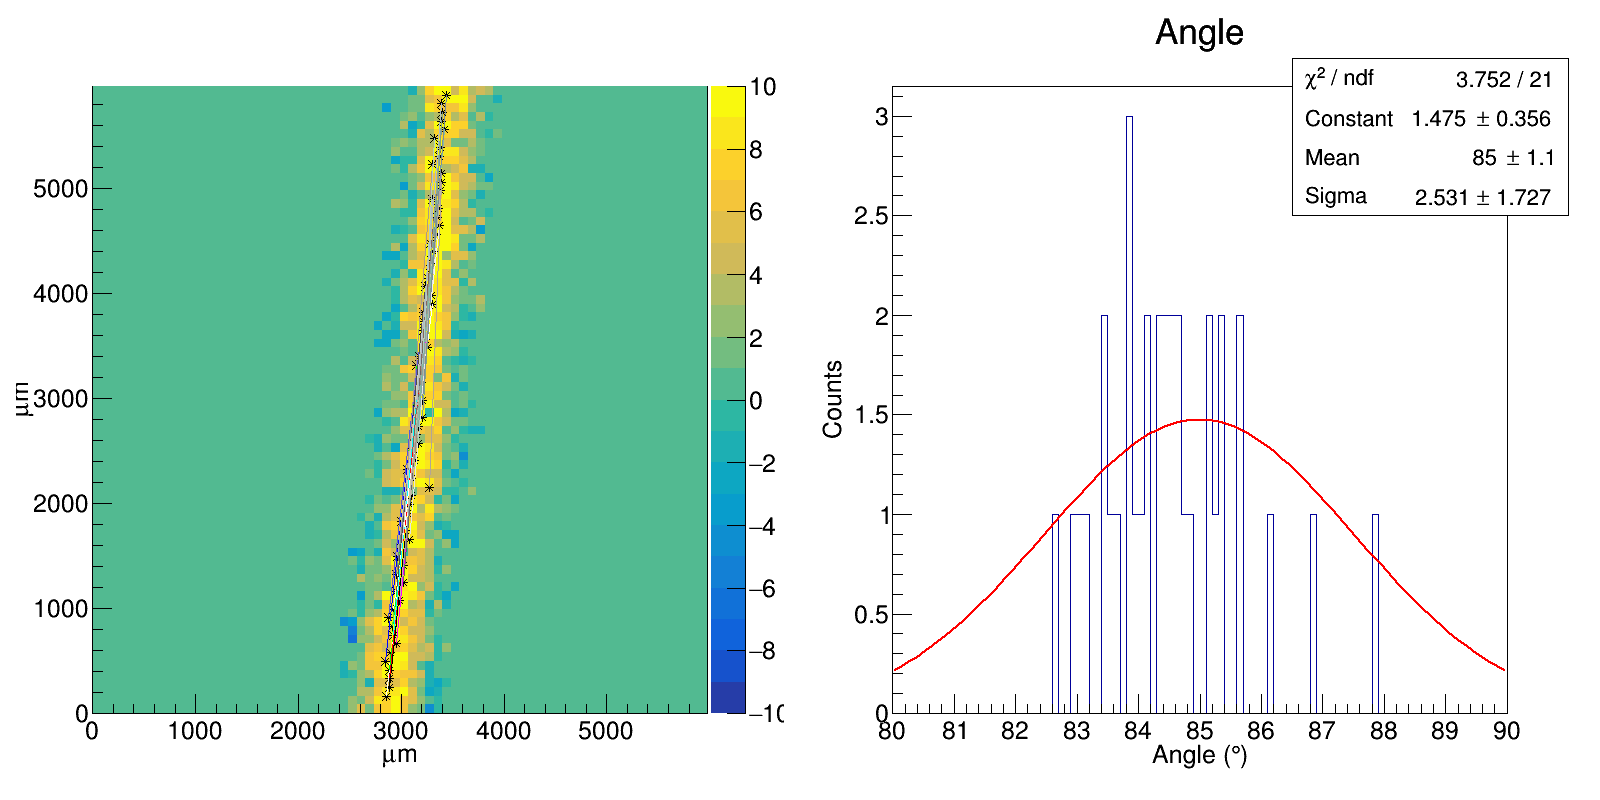 Angle
χ² / ndf 3.752 / 21
Constant 1.475 ± 0.356
Mean 85 ± 1.1
Sigma 2.531 ± 1.727
10
8
6
4
2
0
−2
−4
−6
−8
−10
5000
4000
3000
2000
1000
0
μm
0 1000 2000 3000 4000 5000
μm
3
2.5
2
1.5
1
0.5
0
Counts
80 81 82 83 84 85 86 87 88 89 90
Angle (°)